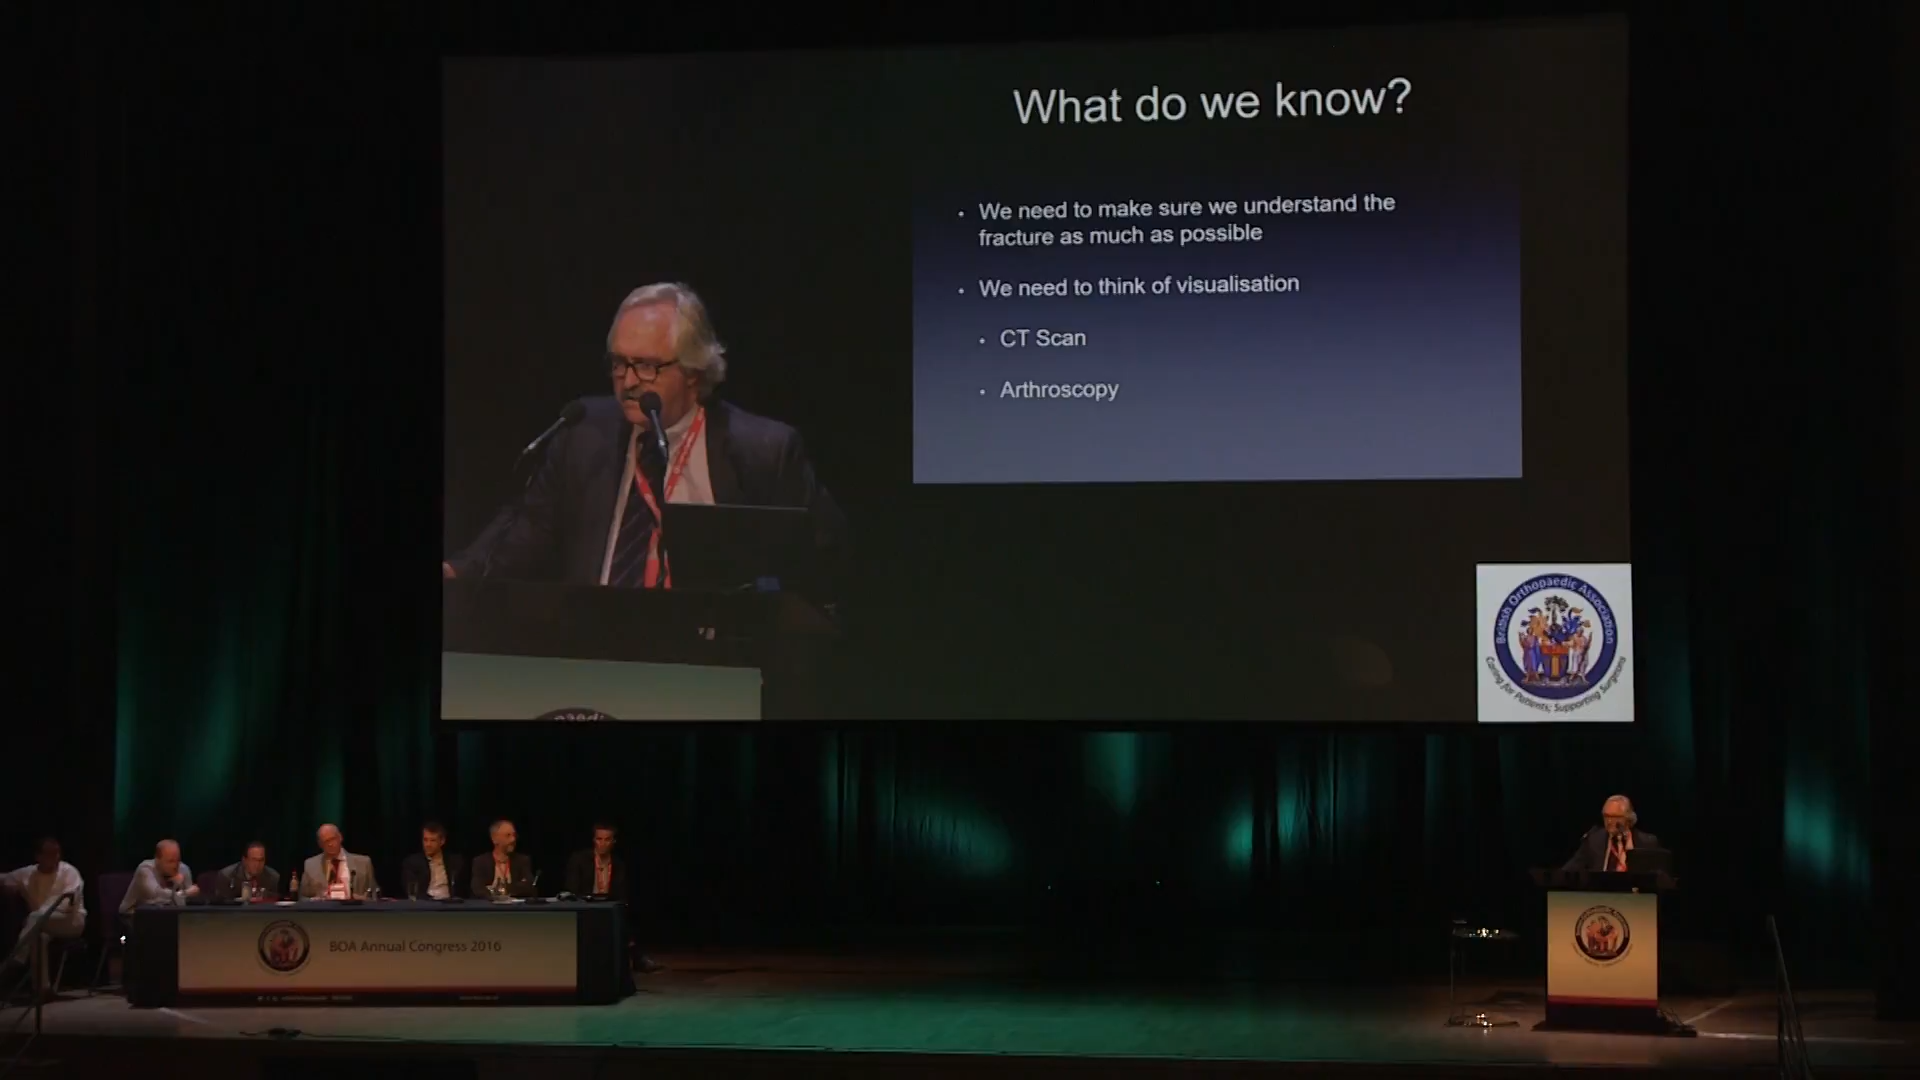 What do we know?
• We need to make sure we understand the
fracture as much as possible
• We need to think of visualisation
• CT Scan
• Arthroscopy
British Orthopaedic Association
Caring for Patients; Supporting Surgeons
BOA Annual Congress 2016